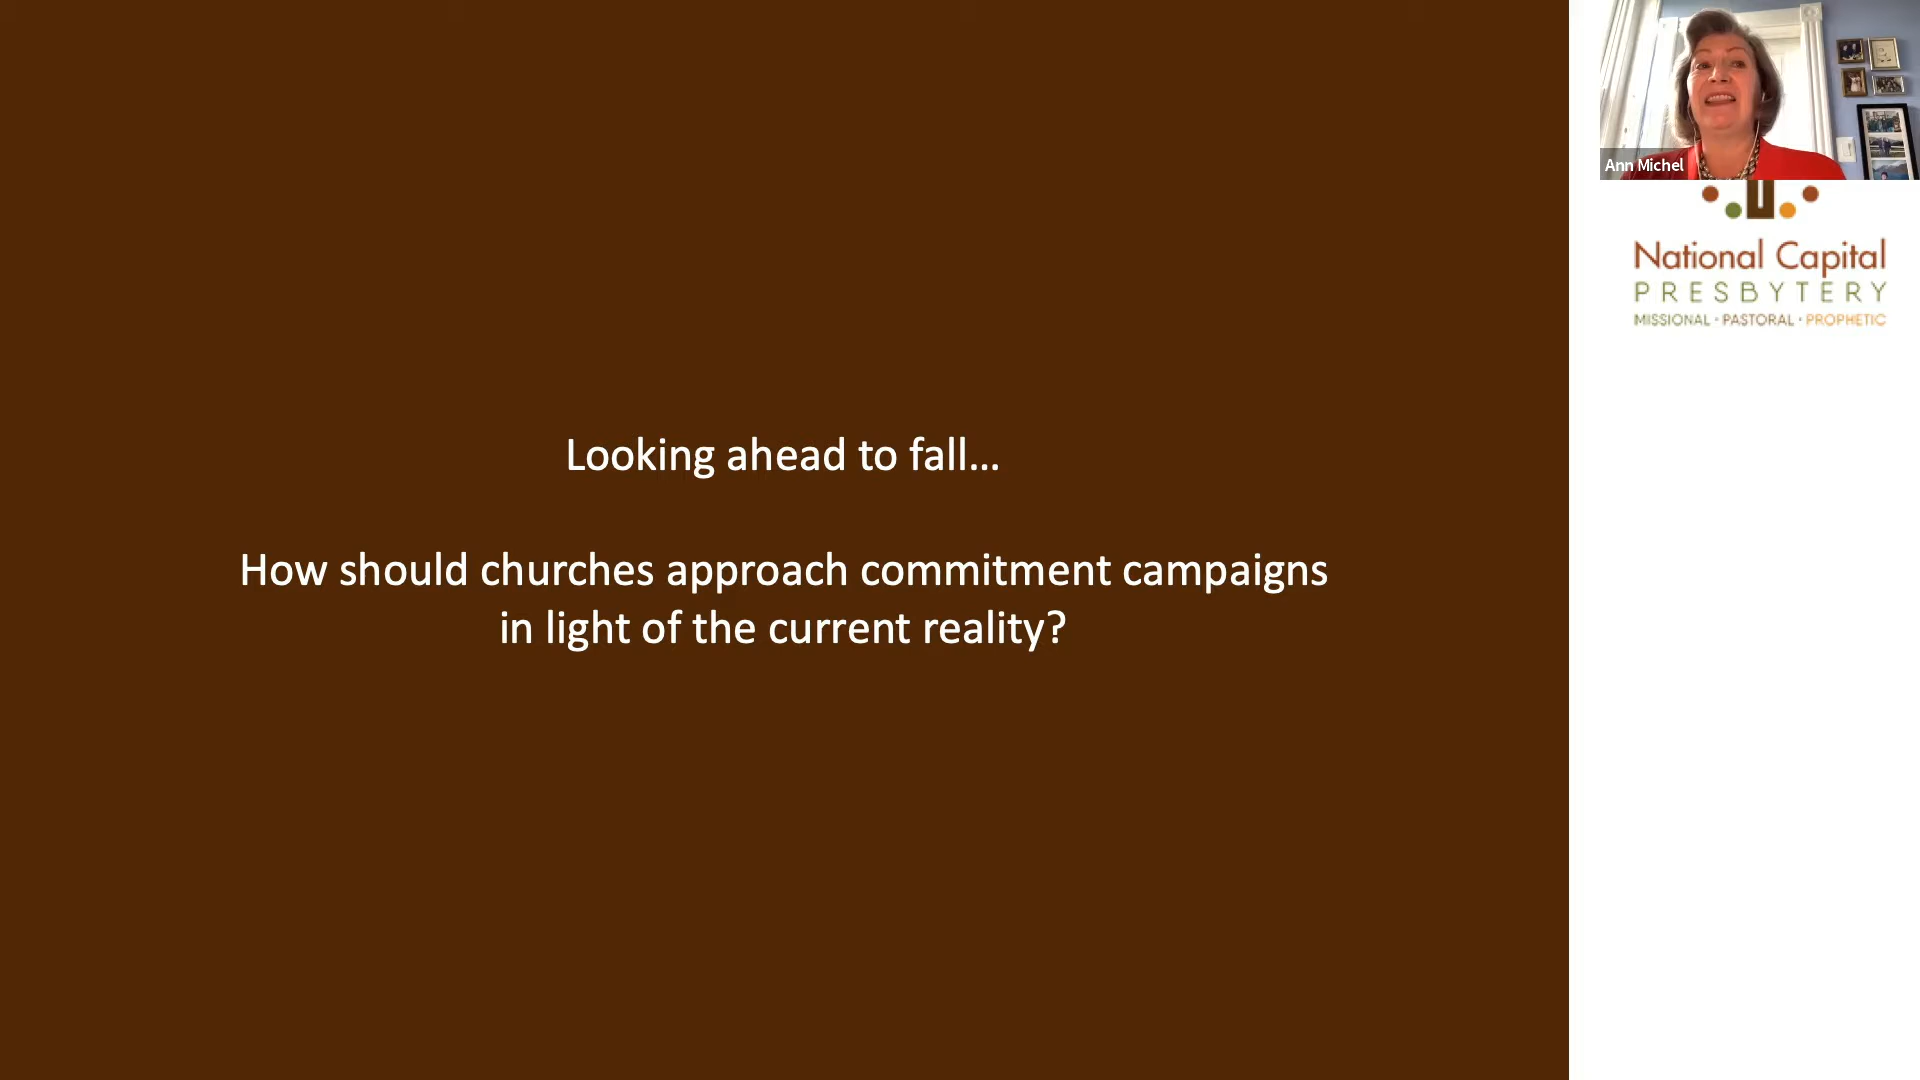 Looking ahead to fall...
How should churches approach commitment campaigns
in light of the current reality?
Ann Michel
National Capital
PRESBYTERY
MISSIONAL • PASTORAL • PROPHETIC